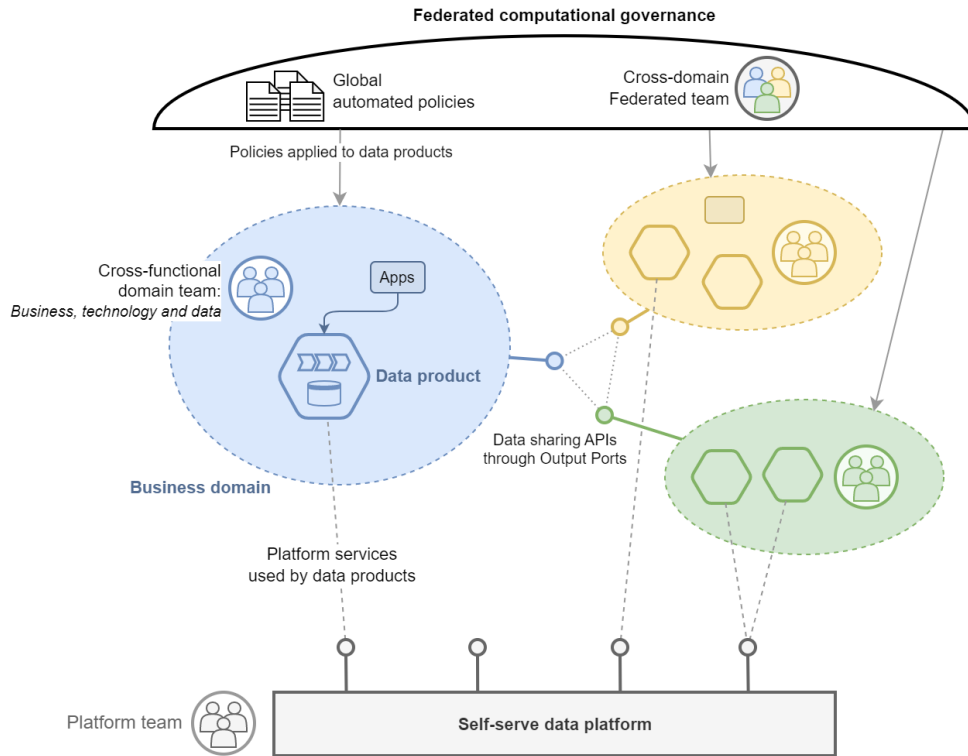 Federated computational governance
Global
automated policies
Cross-domain
Federated team
Policies applied to data products
Cross-functional
domain team:
Business, technology and data
Apps
Data product
Business domain
Data sharing APIs
through Output Ports
Platform services
used by data products
Platform team
Self-serve data platform